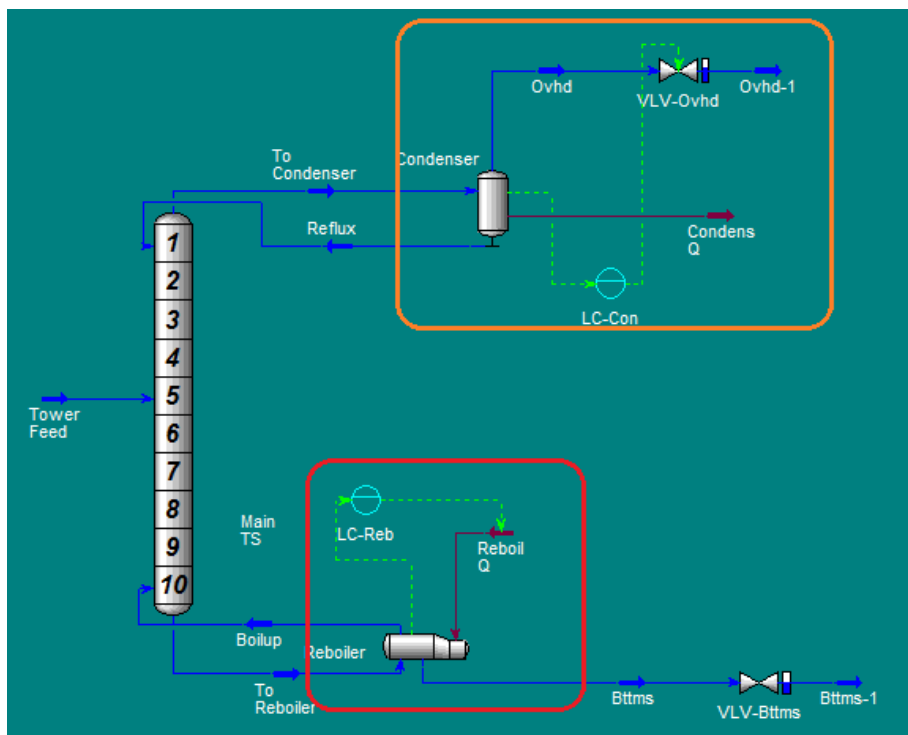 Ovhd
VLV-Ovhd
Ovhd-1
To
Condenser
Condenser
Reflux
Condens
Q
LC-Con
1
2
3
4
5
6
7
8
9
10
Tower
Feed
Main
TS
LC-Reb
Reboil
Q
Boilup
Reboiler
To
Reboiler
Bttms
VLV-Bttms
Bttms-1